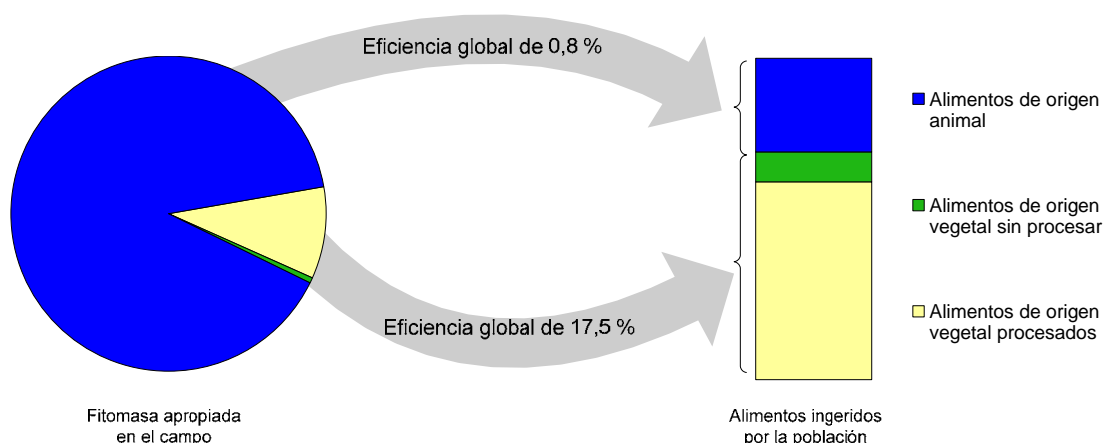 Eficiencia global de 0,8 %
Eficiencia global de 17,5 %
Fitomasa apropiada
en el campo
Alimentos ingeridos
por la población
Alimentos de origen
animal
Alimentos de origen
vegetal sin procesar
Alimentos de origen
vegetal procesados